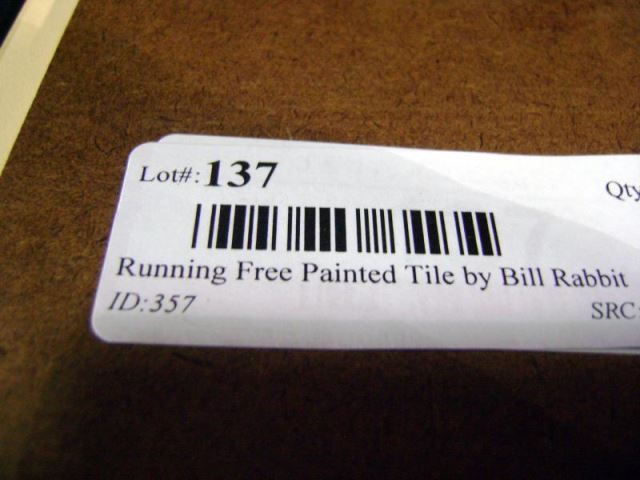 Lot#: 137
Qty
Running Free Painted Tile by Bill Rabbit
ID:357
SRC: